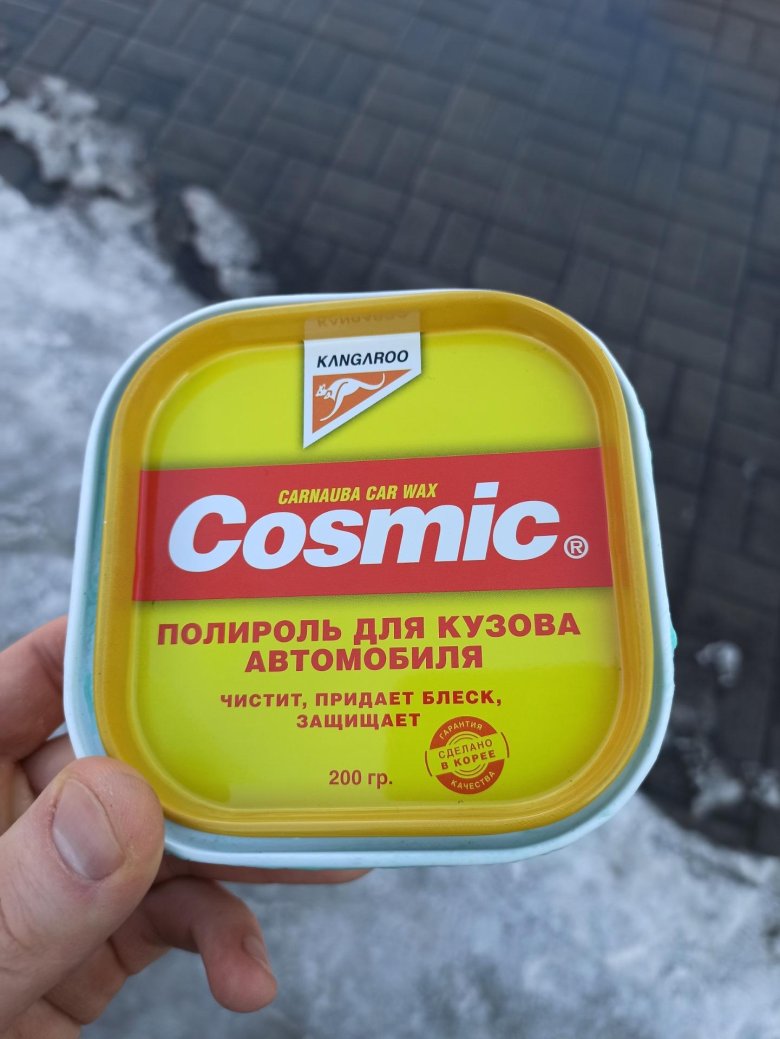 KANGAROO
CARNAUBA CAR WAX
Cosmic®
ПОЛИРОЛЬ ДЛЯ КУЗОВА
АВТОМОБИЛЯ
ЧИСТИТ, ПРИДАЕТ БЛЕСК,
ЗАЩИЩАЕТ
200 гр.
ГАРАНТИЯ
СДЕЛАНО
В КОРЕЕ
КАЧЕСТВА